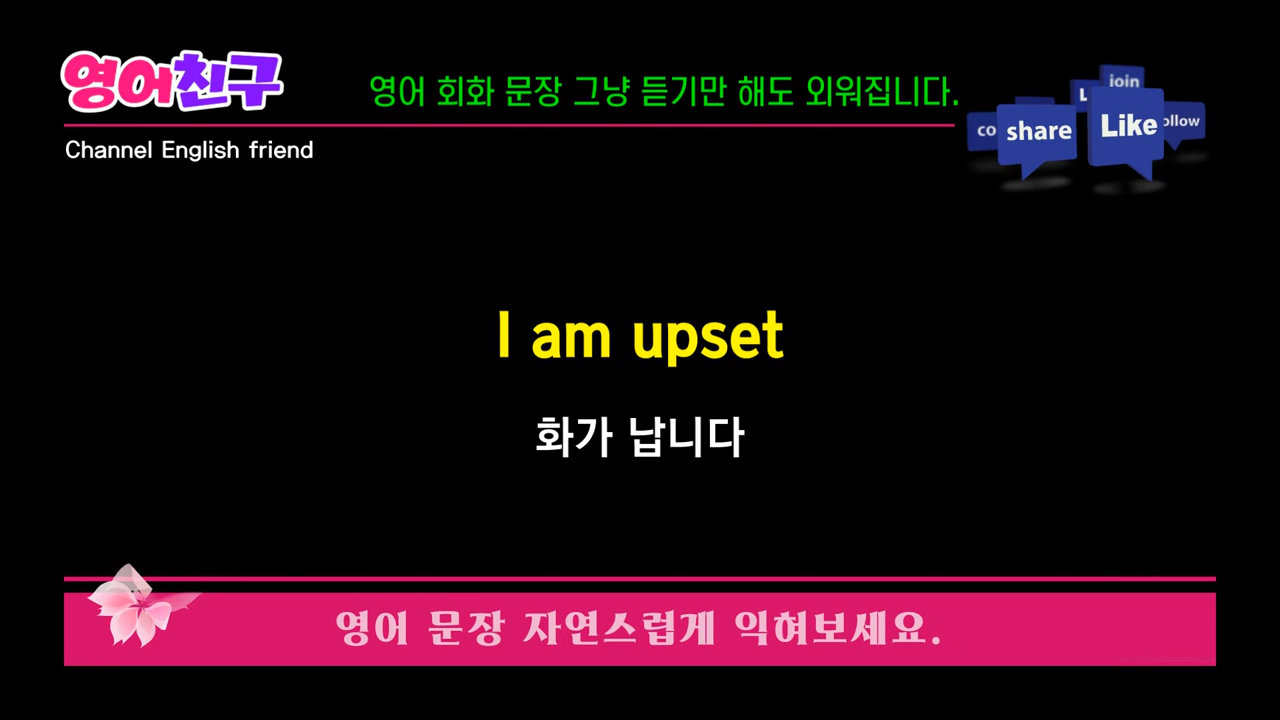 영어친구
영어 회화 문장 그냥 듣기만 해도 외워집니다.
Channel English friend
join
L
co
share
Like
ollow
I am upset
화가 납니다
영어 문장 자연스럽게 익혀보세요.